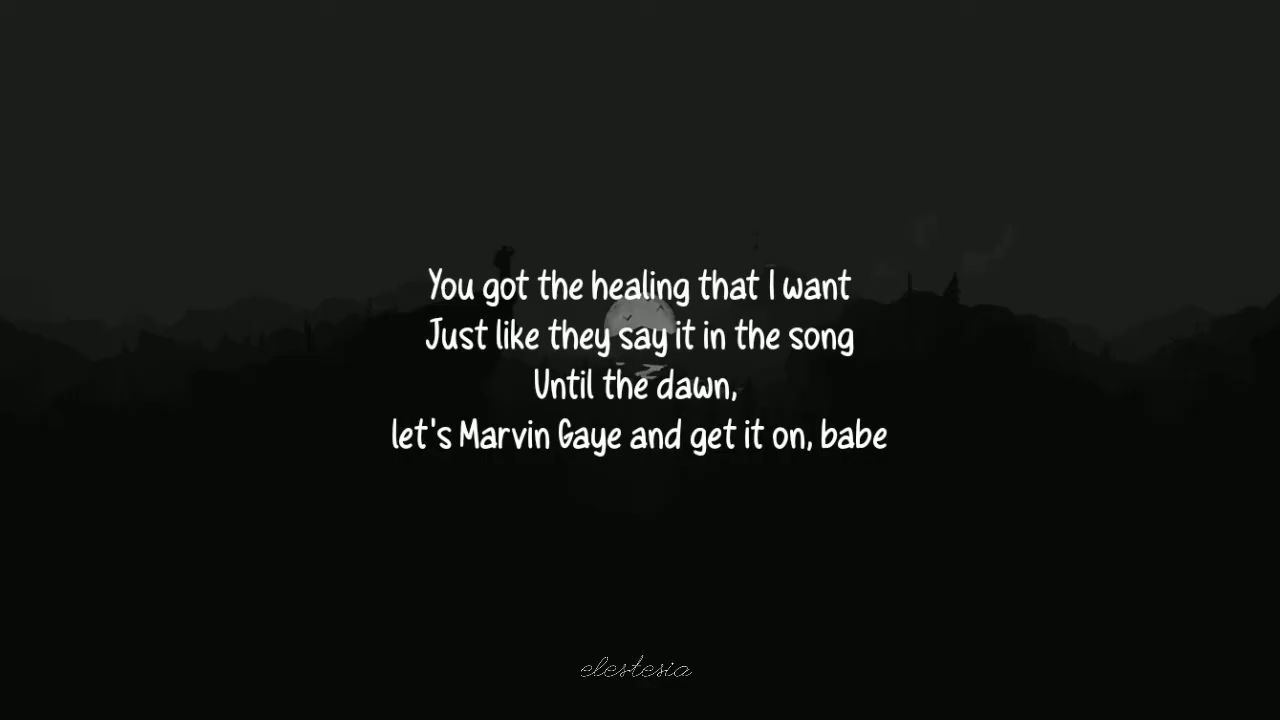 You got the healing that I want
Just like they say it in the song
Until the dawn,
let's Marvin Gaye and get it on, babe
elestesia